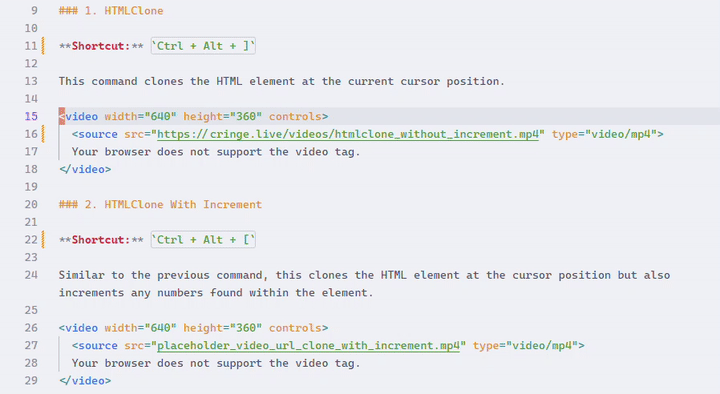 9 ### 1. HTMLClone
10
11 **Shortcut:** `Ctrl + Alt + ]`
12
13 This command clones the HTML element at the current cursor position.
14
15 <video width="640" height="360" controls>
16 <source src="https://cringe.live/videos/htmlclone_without_increment.mp4" type="video/mp4">
17 Your browser does not support the video tag.
18 </video>
19
20 ### 2. HTMLClone With Increment
21
22 **Shortcut:** `Ctrl + Alt + [`
23
24 Similar to the previous command, this clones the HTML element at the cursor position but also
increments any numbers found within the element.
25
26 <video width="640" height="360" controls>
27 <source src="placeholder_video_url_clone_with_increment.mp4" type="video/mp4">
28 Your browser does not support the video tag.
29 </video>